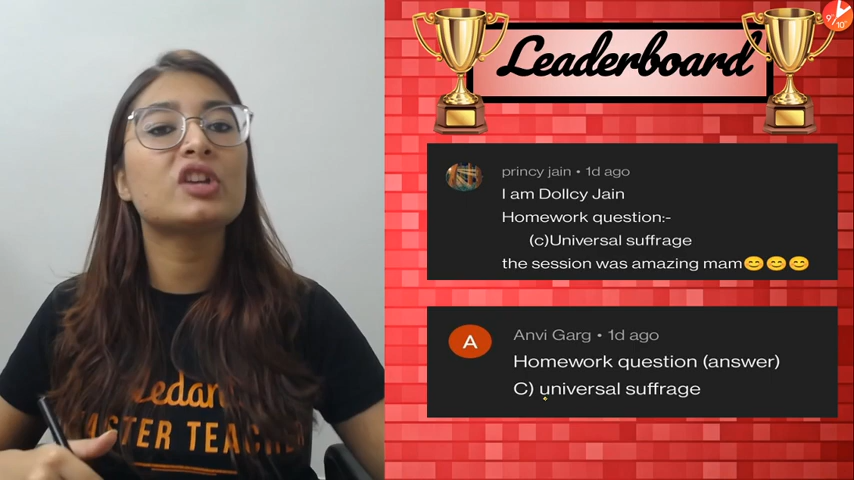 Leaderboard
princy jain • 1d ago
I am Dollcy Jain
Homework question:-
(c)Universal suffrage
the session was amazing mam😊😊😊
A
Anvi Garg • 1d ago
Homework question (answer)
C) universal suffrage
TEACHER